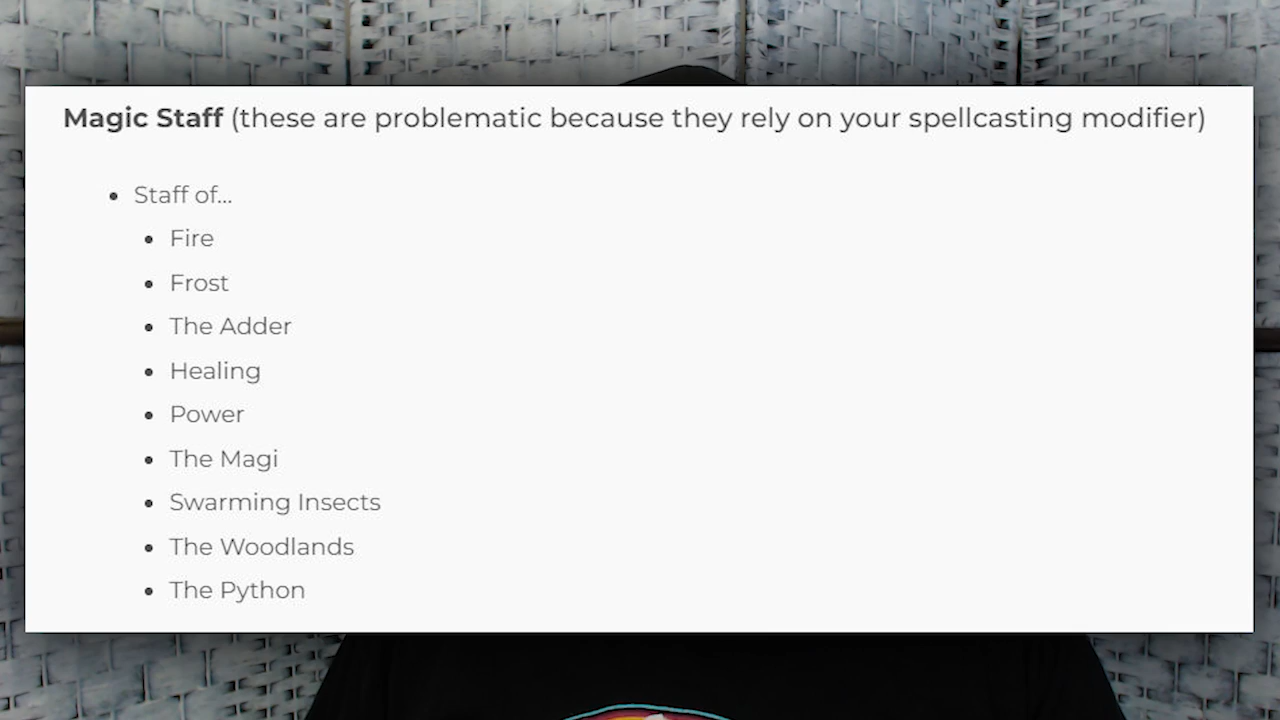 Magic Staff (these are problematic because they rely on your spellcasting modifier)
Staff of...
Fire
Frost
The Adder
Healing
Power
The Magi
Swarming Insects
The Woodlands
The Python